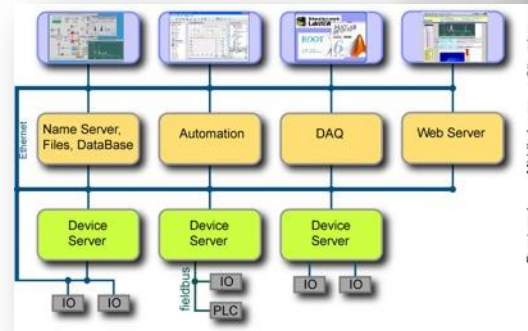 LabVIEW
ROOT
Ethernet
Name Server,
Files, DataBase
Automation
DAQ
Web Server
Device
Server
Device
Server
Device
Server
fieldbus
IO
IO
IO
PLC
IO
IO